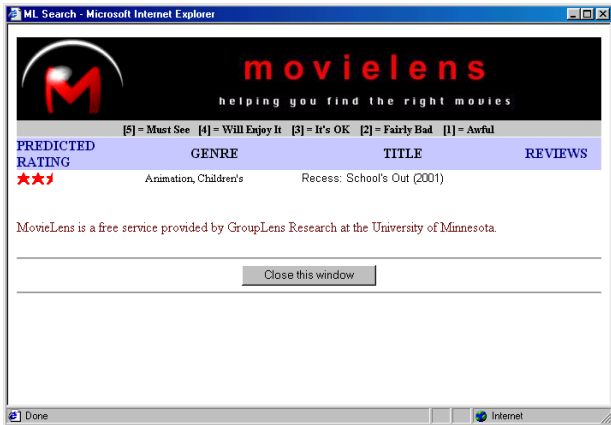 ML Search - Microsoft Internet Explorer
movielens
helping you find the right movies
[5] = Must See [4] = Will Enjoy It [3] = It's OK [2] = Fairly Bad [1] = Awful
PREDICTED RATING GENRE TITLE REVIEWS
Animation, Children's Recess: School's Out (2001)
MovieLens is a free service provided by GroupLens Research at the University of Minnesota.
Close this window
Done Internet